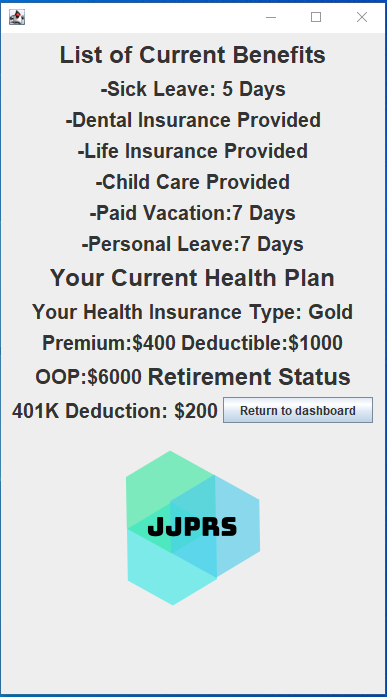 List of Current Benefits
-Sick Leave: 5 Days
-Dental Insurance Provided
-Life Insurance Provided
-Child Care Provided
-Paid Vacation:7 Days
-Personal Leave:7 Days
Your Current Health Plan
Your Health Insurance Type: Gold
Premium:$400 Deductible:$1000
OOP:$6000 Retirement Status
401K Deduction: $200 Return to dashboard
JJPRS